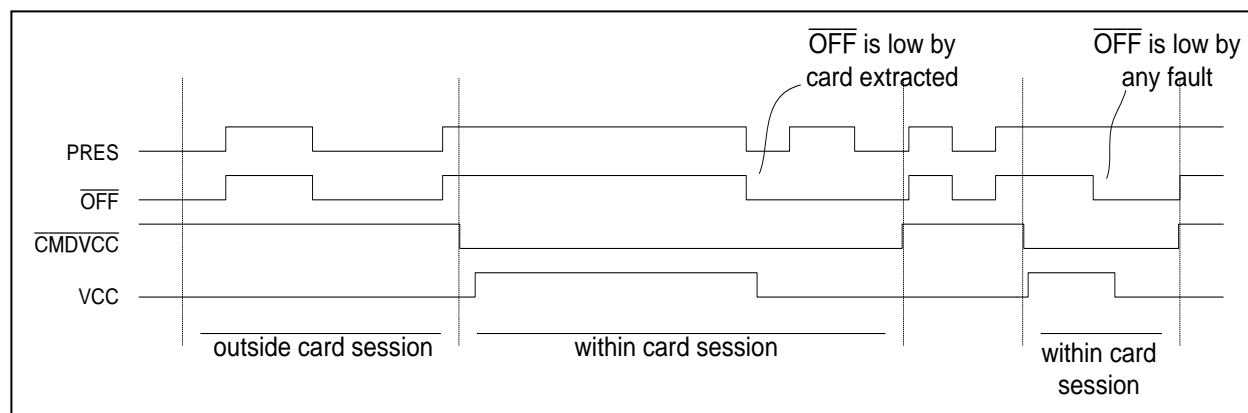 OFF is low by
card extracted
OFF is low by
any fault
PRES
OFF
CMDVCC
VCC
outside card session
within card session
within card
session